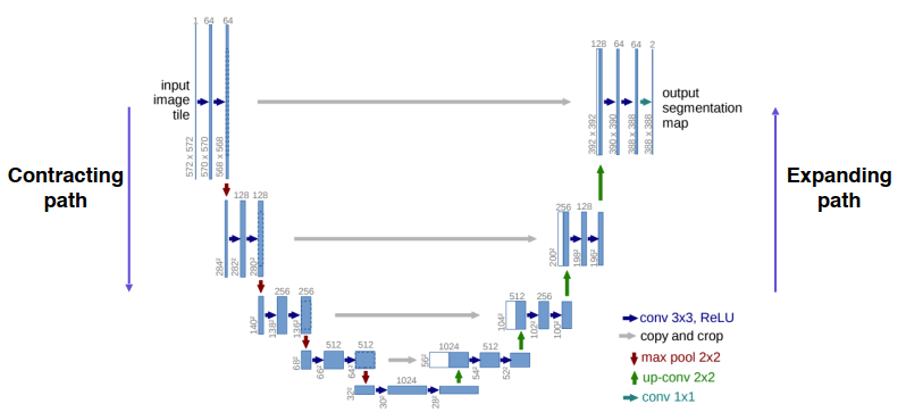 1 64 64
128 64 64 2
input
image
tile
output
segmentation
map
572 x 572
570 x 570
568 x 568
392 x 392
390 x 390
388 x 388
388 x 388
Contracting
path
Expanding
path
128 128
256 128
284²
282²
280²
200²
198²
196²
256 256
512 256
140²
138²
136²
104²
102²
100²
512 512
1024 512
68²
66²
64²
56²
54²
52²
1024
32²
30²
28²
conv 3x3, ReLU
copy and crop
max pool 2x2
up-conv 2x2
conv 1x1